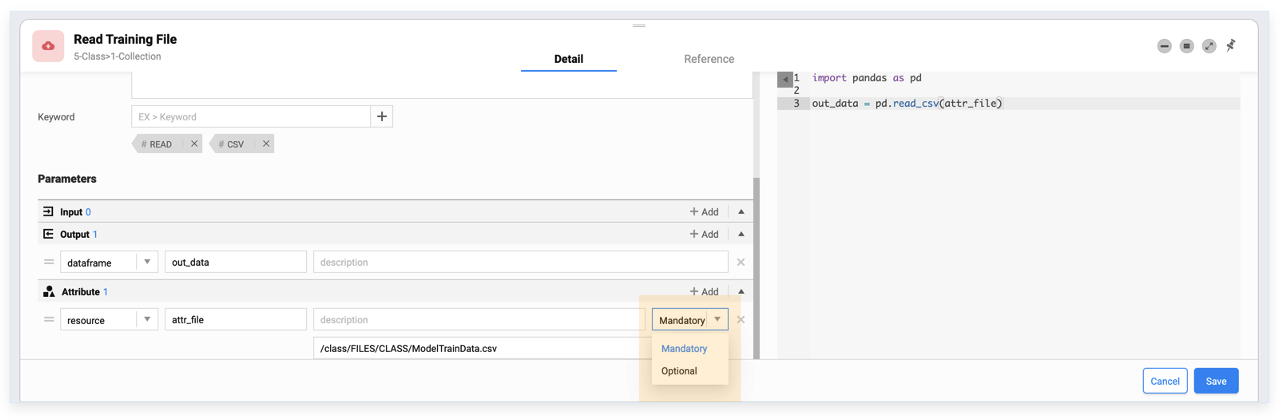 Read Training File
5-Class>1-Collection
Detail
Reference
Keyword
EX > Keyword
# READ
# CSV
Parameters
Input 0
+ Add
Output 1
+ Add
dataframe
out_data
description
Attribute 1
+ Add
resource
attr_file
description
Mandatory
/class/FILES/CLASS/ModelTrainData.csv
Mandatory
Optional
1 import pandas as pd
2
3 out_data = pd.read_csv(attr_file)
Cancel
Save